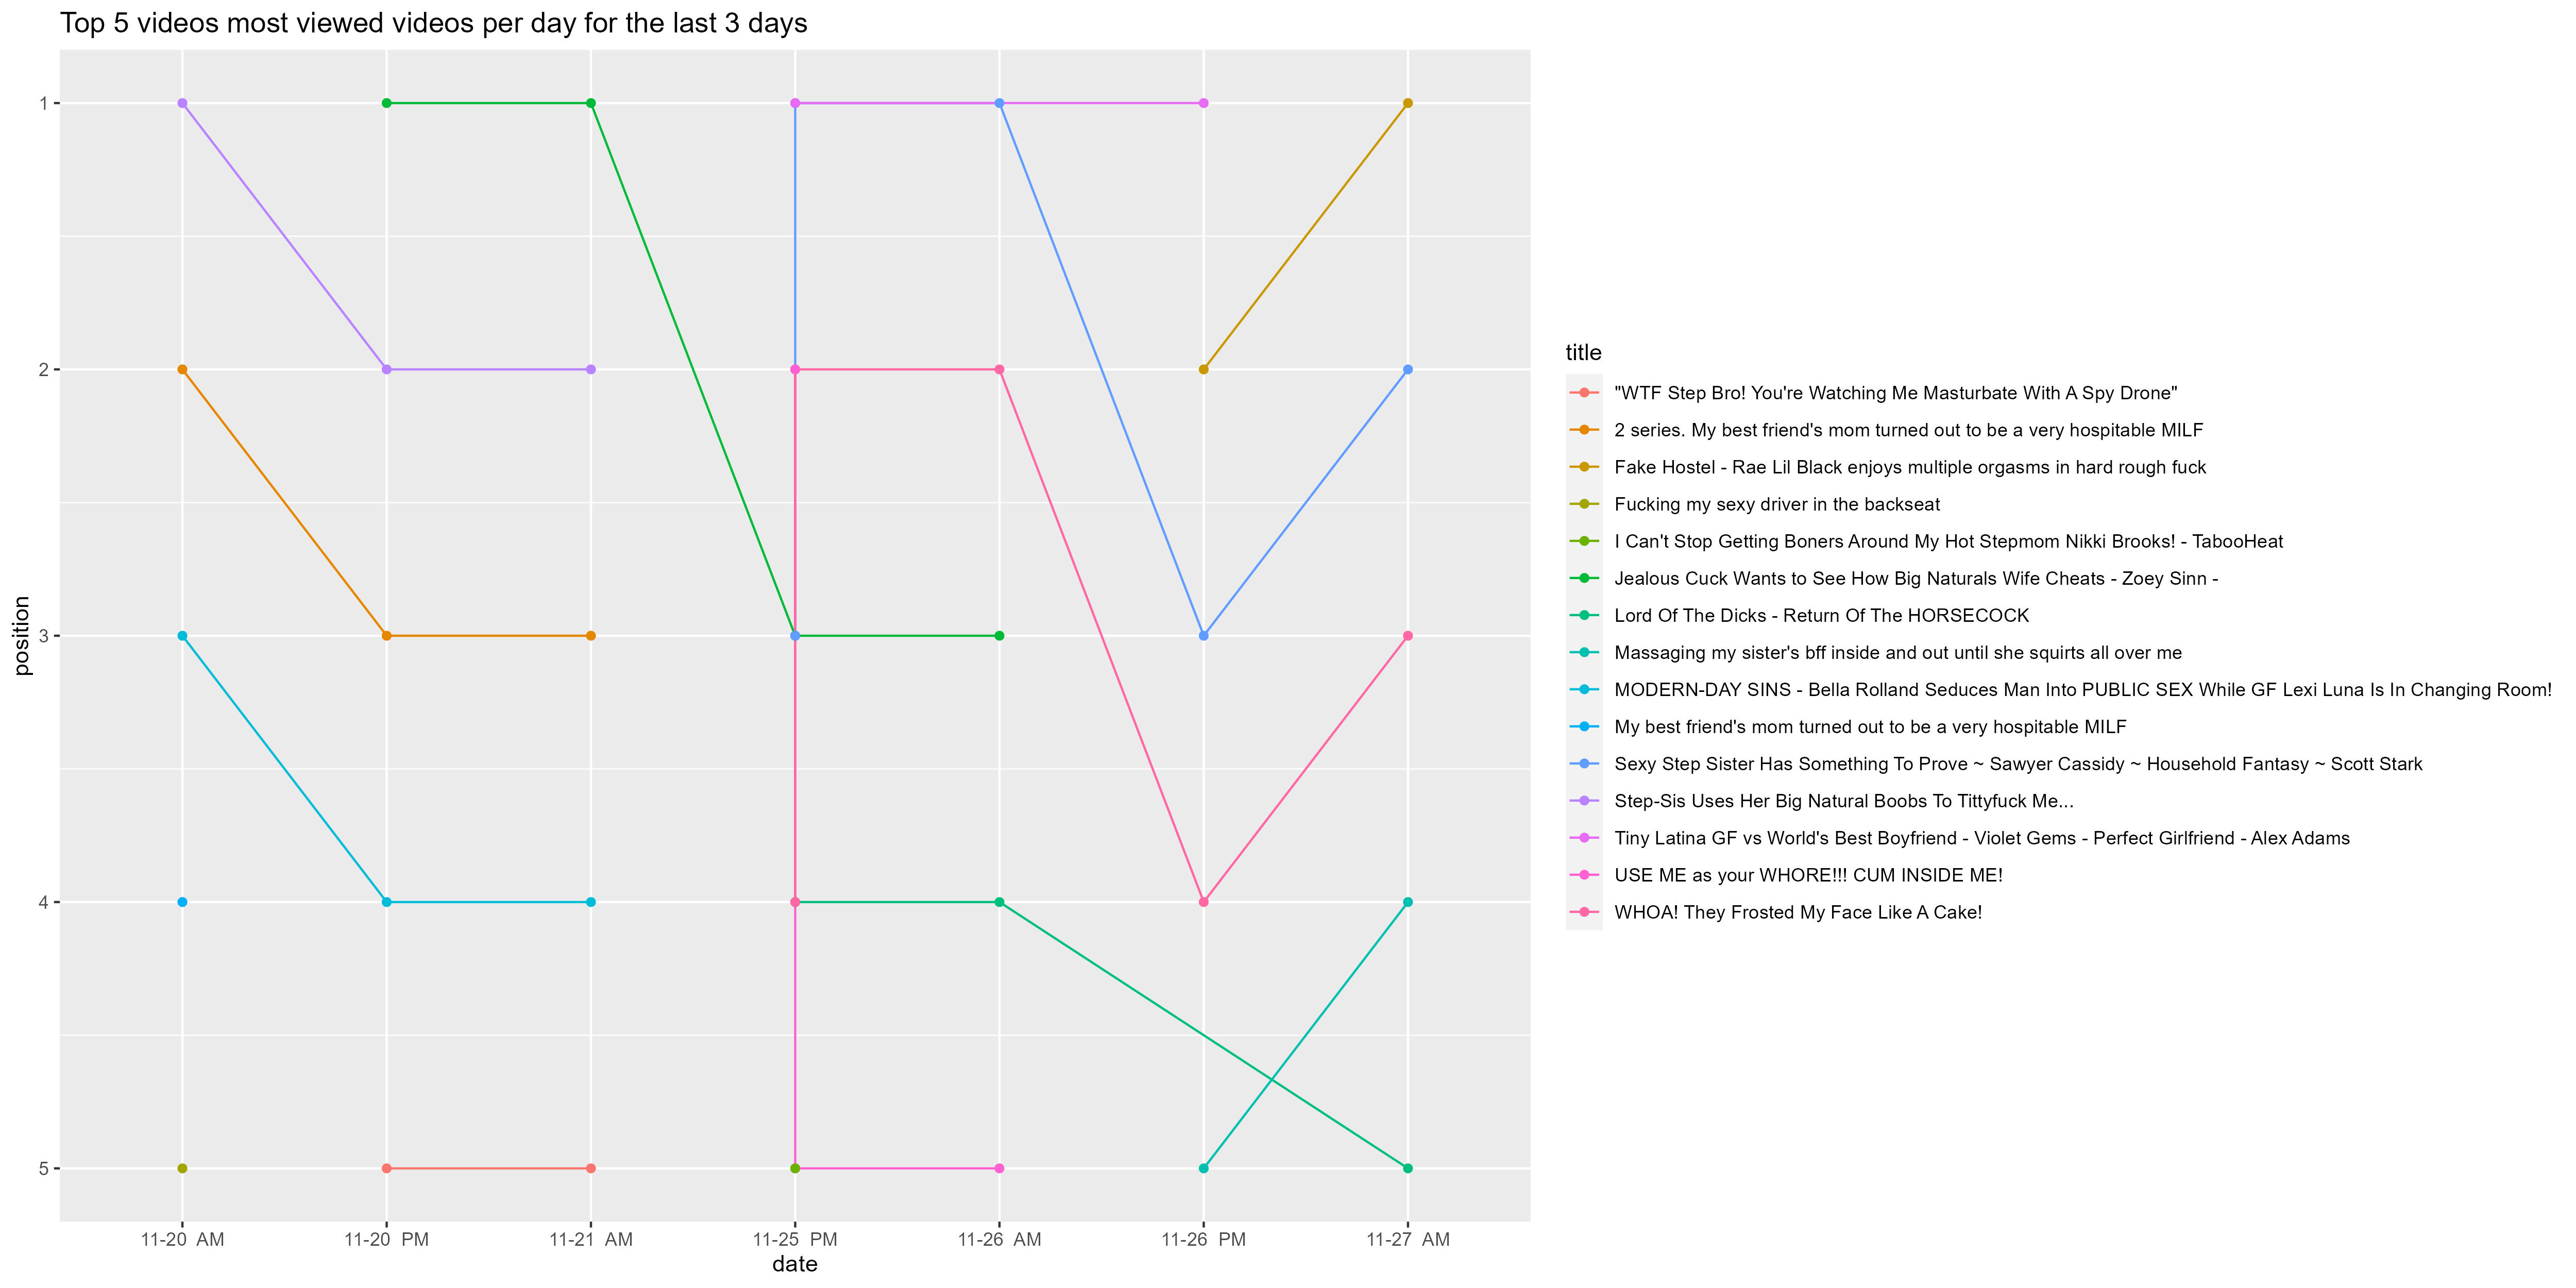 Top 5 videos most viewed videos per day for the last 3 days
position
1
2
3
4
5
11-20 AM
11-20 PM
11-21 AM
11-25 PM
11-26 AM
11-26 PM
11-27 AM
date
title
"WTF Step Bro! You're Watching Me Masturbate With A Spy Drone"
2 series. My best friend's mom turned out to be a very hospitable MILF
Fake Hostel - Rae Lil Black enjoys multiple orgasms in hard rough fuck
Fucking my sexy driver in the backseat
I Can't Stop Getting Boners Around My Hot Stepmom Nikki Brooks! - TabooHeat
Jealous Cuck Wants to See How Big Naturals Wife Cheats - Zoey Sinn -
Lord Of The Dicks - Return Of The HORSECOCK
Massaging my sister's bff inside and out until she squirts all over me
MODERN-DAY SINS - Bella Rolland Seduces Man Into PUBLIC SEX While GF Lexi Luna Is In Changing Room!
My best friend's mom turned out to be a very hospitable MILF
Sexy Step Sister Has Something To Prove ~ Sawyer Cassidy ~ Household Fantasy ~ Scott Stark
Step-Sis Uses Her Big Natural Boobs To Tittyfuck Me...
Tiny Latina GF vs World's Best Boyfriend - Violet Gems - Perfect Girlfriend - Alex Adams
USE ME as your WHORE!!! CUM INSIDE ME!
WHOA! They Frosted My Face Like A Cake!